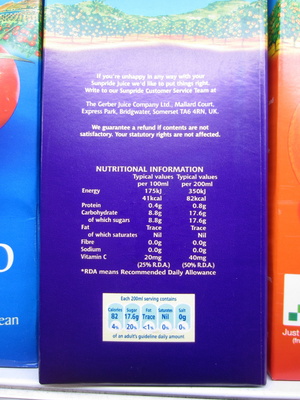 If you're unhappy in any way with your
Sunpride juice we'd like to put things right.
Write to our Sunpride Customer Service Team at
The Gerber Juice Company Ltd., Mallard Court,
Express Park, Bridgwater, Somerset TA6 4RN, UK.
We guarantee a refund if contents are not
satisfactory. Your statutory rights are not affected.
NUTRITIONAL INFORMATION
Typical values Typical values
per 100ml per 200ml
Energy 175kJ 350kJ
41kcal 82kcal
Protein 0.4g 0.8g
Carbohydrate 8.8g 17.6g
of which sugars 8.8g 17.6g
Fat Trace Trace
of which saturates Nil Nil
Fibre 0.0g 0.0g
Sodium 0.0g 0.0g
Vitamin C 20mg 40mg
(25% R.D.A.) (50% R.D.A.)
*RDA means Recommended Daily Allowance
Each 200ml serving contains
Calories Sugar Fat Saturates Salt
82 17.6g Trace Nil 0g
4% 20% <1% 0% 0%
of an adult's guideline daily amount
O
ean
Just